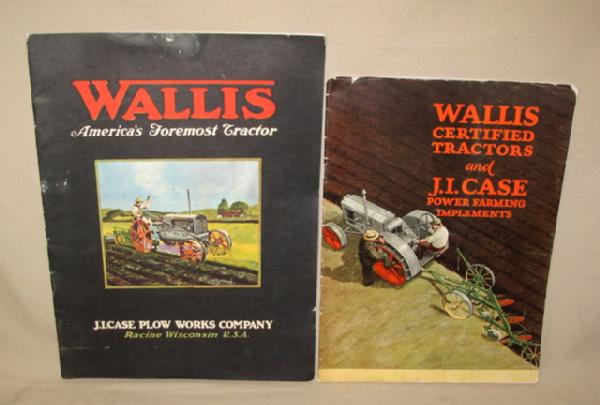 WALLIS
America's Foremost Tractor
J.I. CASE PLOW WORKS COMPANY
Racine Wisconsin U.S.A.
WALLIS
CERTIFIED
TRACTORS
and
J.I. CASE
POWER FARMING
IMPLEMENTS